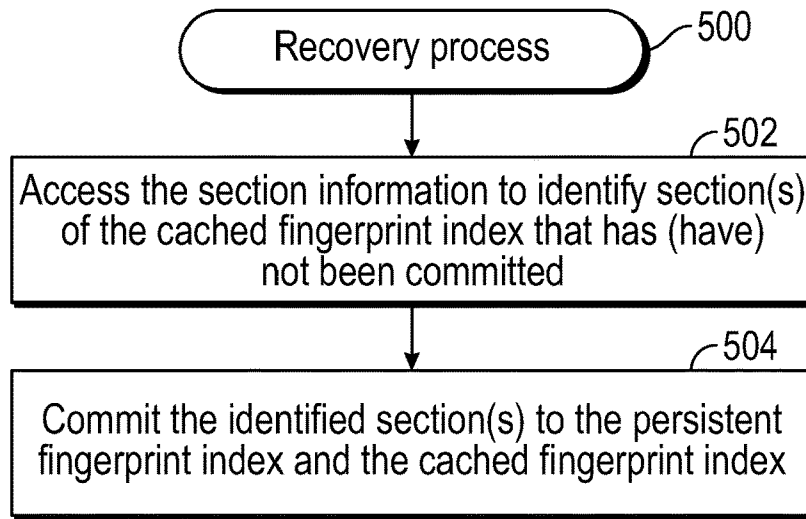 Recovery process
500
502
Access the section information to identify section(s)
of the cached fingerprint index that has (have)
not been committed
504
Commit the identified section(s) to the persistent
fingerprint index and the cached fingerprint index